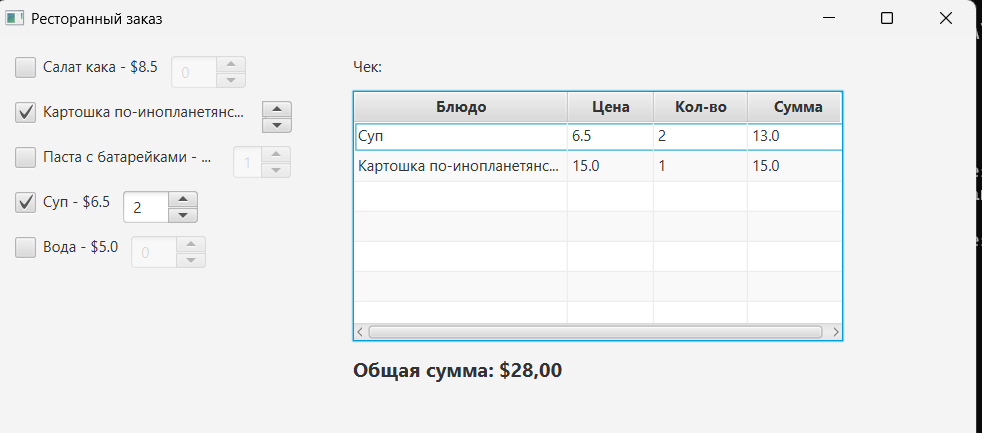 Ресторанный заказ
Салат кака - $8.5 0
Картошка по-инопланетянс...
Паста с батарейками - ... 1
Суп - $6.5 2
Вода - $5.0 0
Чек:
Блюдо Цена Кол-во Сумма
Суп 6.5 2 13.0
Картошка по-инопланетянс... 15.0 1 15.0
Общая сумма: $28,00